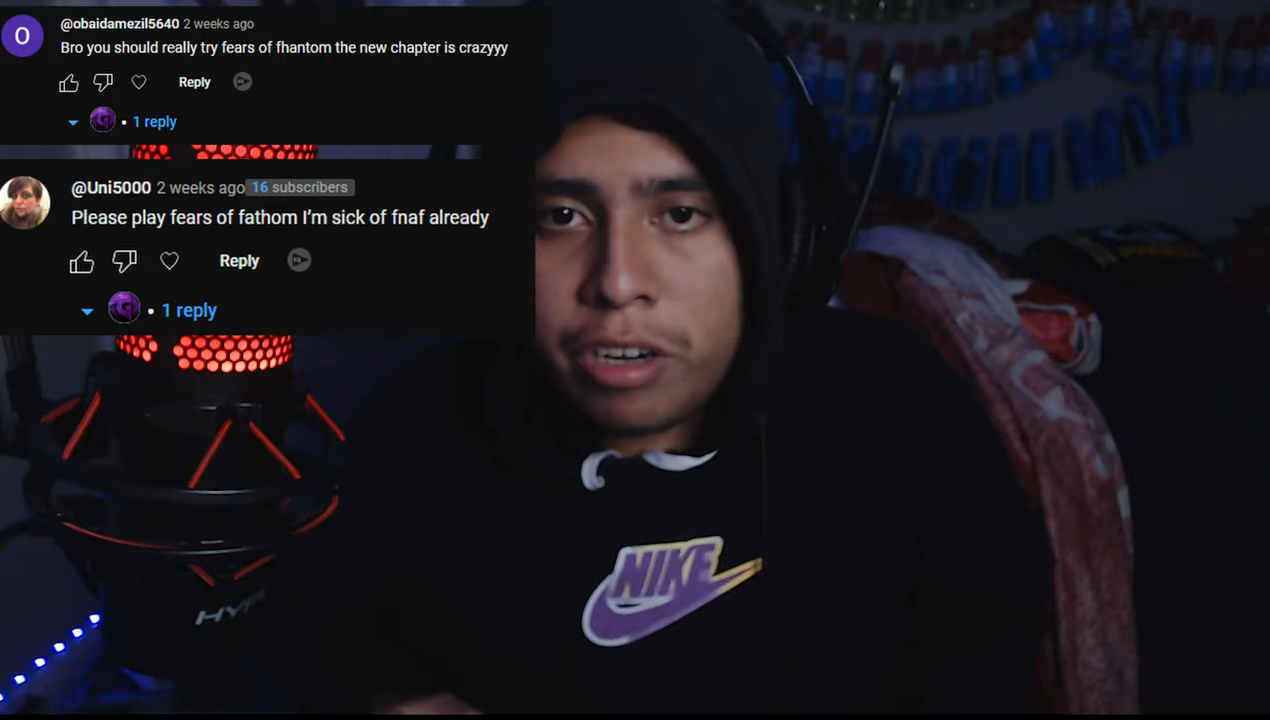 @obaidamezil5640 2 weeks ago
Bro you should really try fears of fhantom the new chapter is crazyyy
Reply
1 reply
@Uni5000 2 weeks ago 16 subscribers
Please play fears of fathom I'm sick of fnaf already
Reply
1 reply
NIKE
HYPE